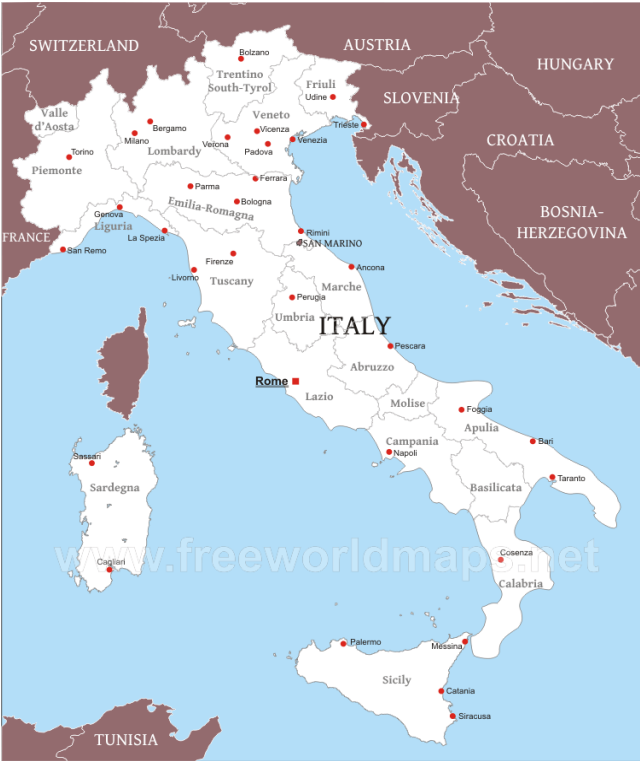 SWITZERLAND
AUSTRIA
HUNGARY
Bolzano
Trentino
South-Tyrol
Friuli
Udine
SLOVENIA
Valle
d'Aosta
Bergamo
Milano
Lombardy
Veneto
Vicenza
Verona
Padova
Venezia
Trieste
CROATIA
Torino
Piemonte
Parma
Ferrara
Emilia-Romagna
Bologna
BOSNIA-
HERZEGOVINA
Genova
Liguria
La Spezia
FRANCE
San Remo
Rimini
SAN MARINO
Firenze
Livorno
Tuscany
Ancona
Marche
Perugia
Umbria
ITALY
Pescara
Abruzzo
Rome
Lazio
Molise
Foggia
Apulia
Campania
Napoli
Bari
Taranto
Basilicata
Sassari
Sardegna
Cagliari
www.freeworldmaps.net
Cosenza
Calabria
Palermo
Messina
Sicily
Catania
Siracusa
TUNISIA